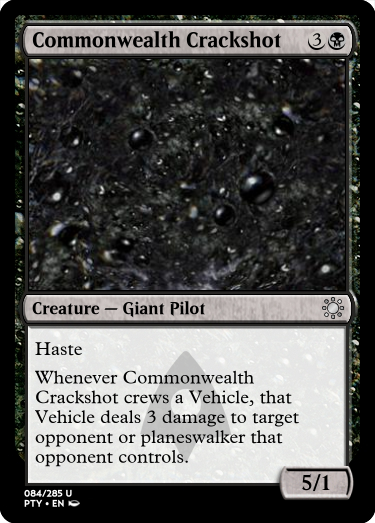 Commonwealth Crackshot 3
Creature — Giant Pilot
Haste
Whenever Commonwealth
Crackshot crews a Vehicle, that
Vehicle deals 3 damage to target
opponent or planeswalker that
opponent controls.
5/1
084/285 U
PTY • EN